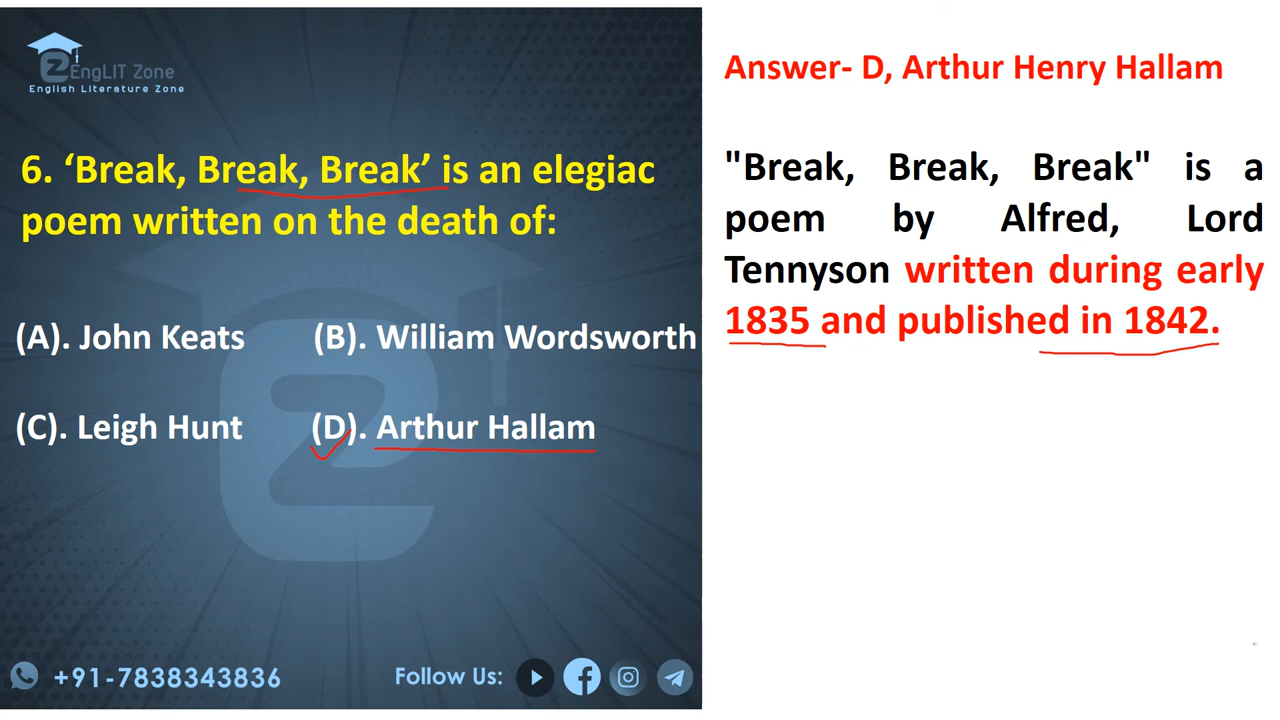 EngLIT Zone
English Literature Zone
6. ‘Break, Break, Break’ is an elegiac
poem written on the death of:
(A). John Keats (B). William Wordsworth
(C). Leigh Hunt (D). Arthur Hallam
+91-7838343836 Follow Us:
Answer- D, Arthur Henry Hallam
"Break, Break, Break" is a
poem by Alfred, Lord
Tennyson written during early
1835 and published in 1842.